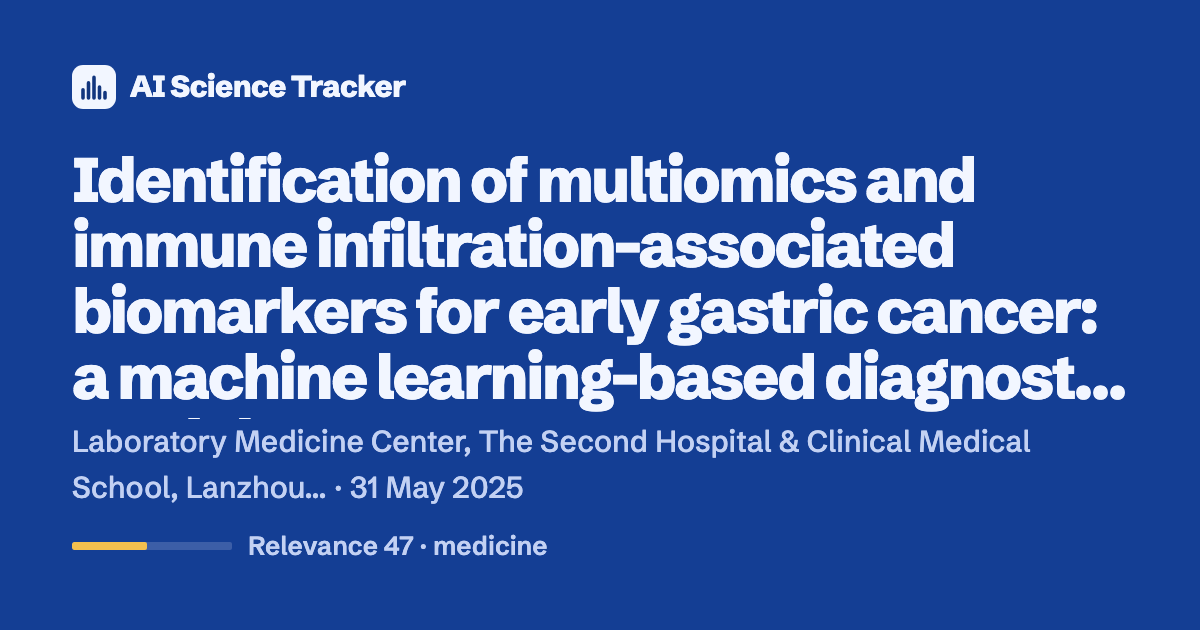 AI Science Tracker
Identification of multiomics and
immune infiltration-associated
biomarkers for early gastric cancer:
a machine learning-based diagnost...
Laboratory Medicine Center, The Second Hospital & Clinical Medical
School, Lanzhou... · 31 May 2025
Relevance 47 · medicine